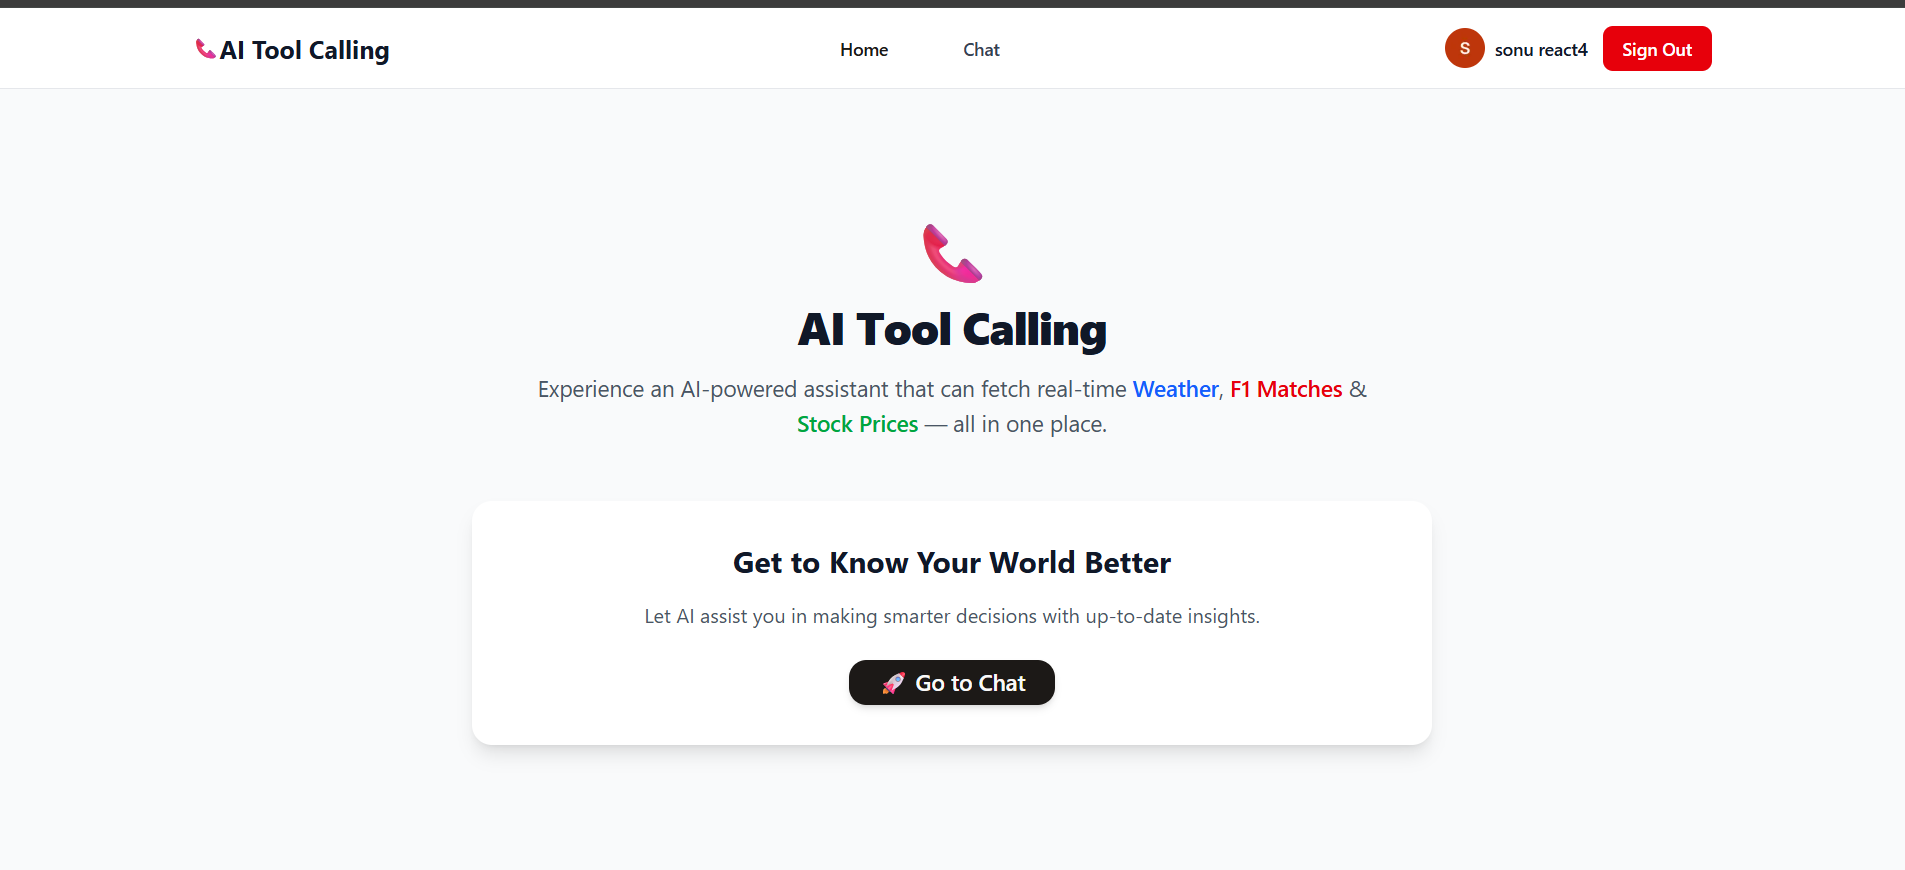 AI Tool Calling
Home
Chat
S
sonu react4
Sign Out
AI Tool Calling
Experience an AI-powered assistant that can fetch real-time Weather, F1 Matches &
Stock Prices — all in one place.
Get to Know Your World Better
Let AI assist you in making smarter decisions with up-to-date insights.
🚀 Go to Chat